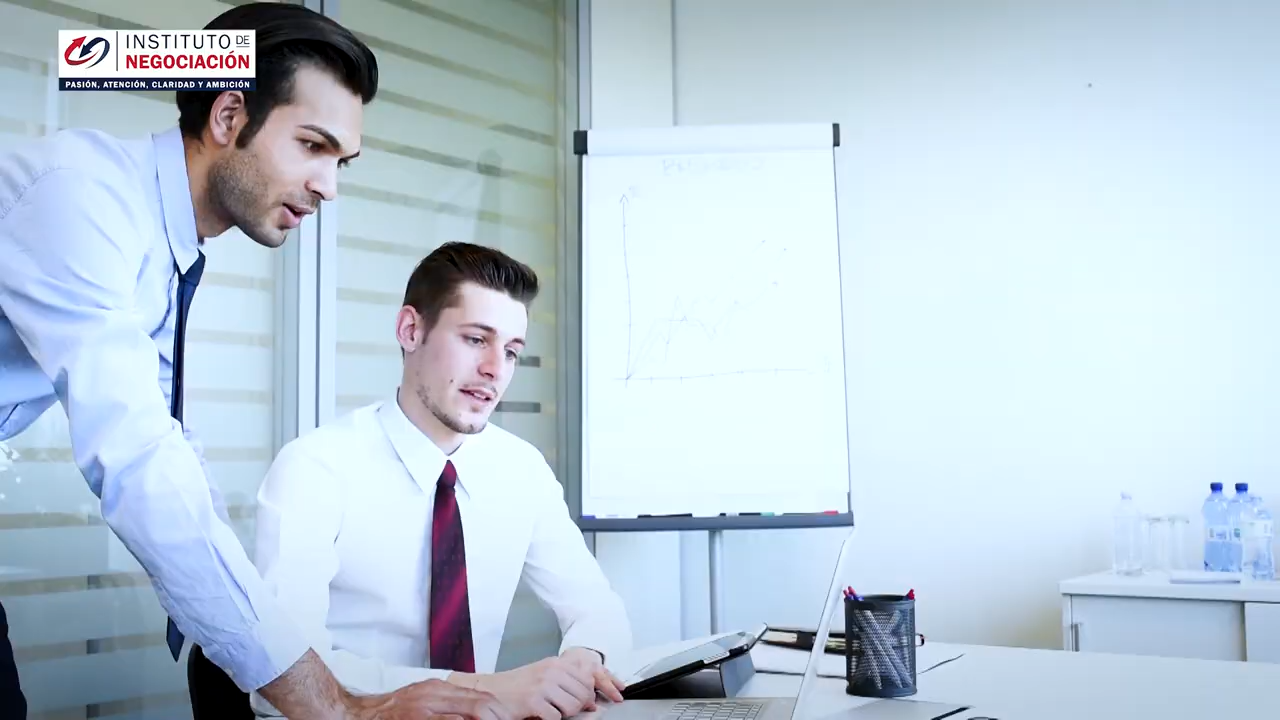 INSTITUTO DE
NEGOCIACIÓN
PASIÓN, ATENCIÓN, CLARIDAD Y AMBICIÓN